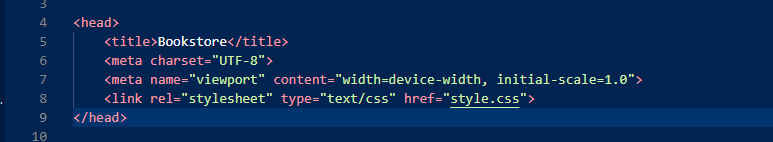 3
4 <head>
5 <title>Bookstore</title>
6 <meta charset="UTF-8">
7 <meta name="viewport" content="width=device-width, initial-scale=1.0">
8 <link rel="stylesheet" type="text/css" href="style.css">
9 </head>
10